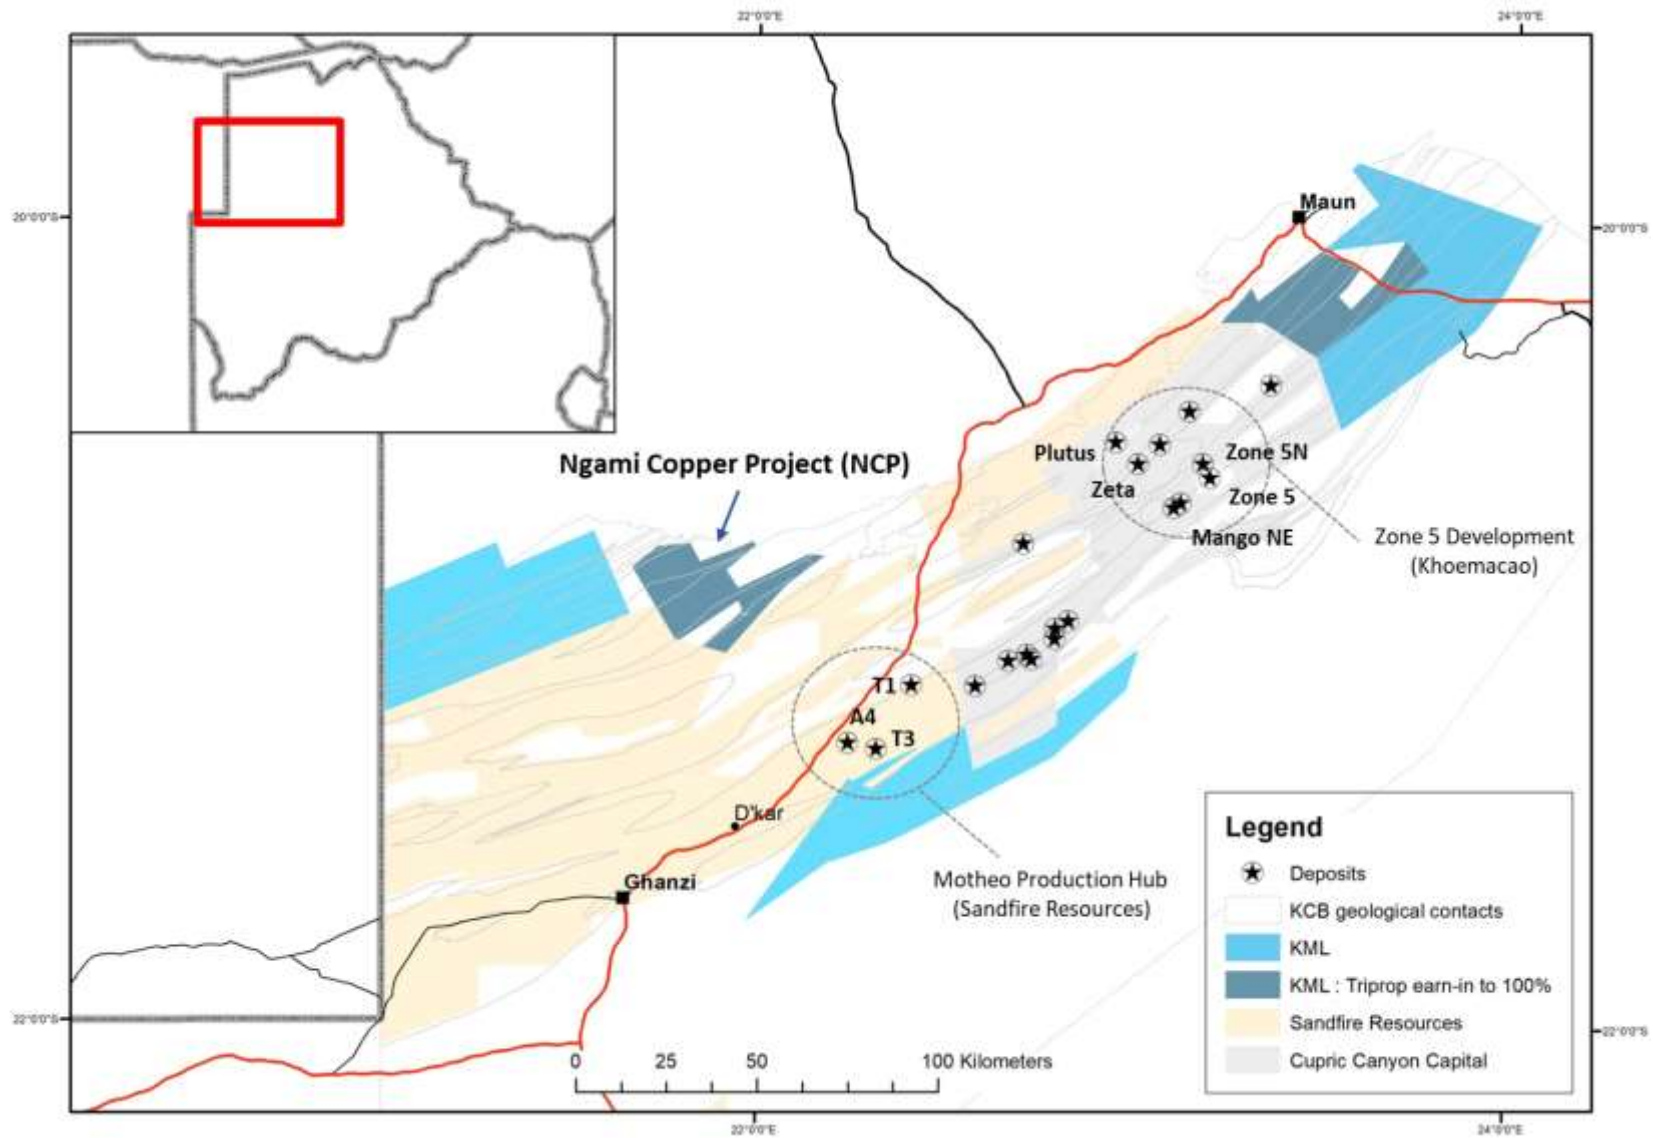 22°0'0"E
24°0'0"E
20°0'0"S
20°0'0"S
Maun
Ngami Copper Project (NCP)
Plutus
Zone 5N
Zeta
Zone 5
Mango NE
Zone 5 Development
(Khoemacao)
T1
A4
T3
D'kar
Ghanzi
Motheo Production Hub
(Sandfire Resources)
Legend
Deposits
KCB geological contacts
KML
KML : Triprop earn-in to 100%
Sandfire Resources
Cupric Canyon Capital
22°0'0"S
22°0'0"S
0 25 50 100 Kilometers
22°0'0"E
24°0'0"E